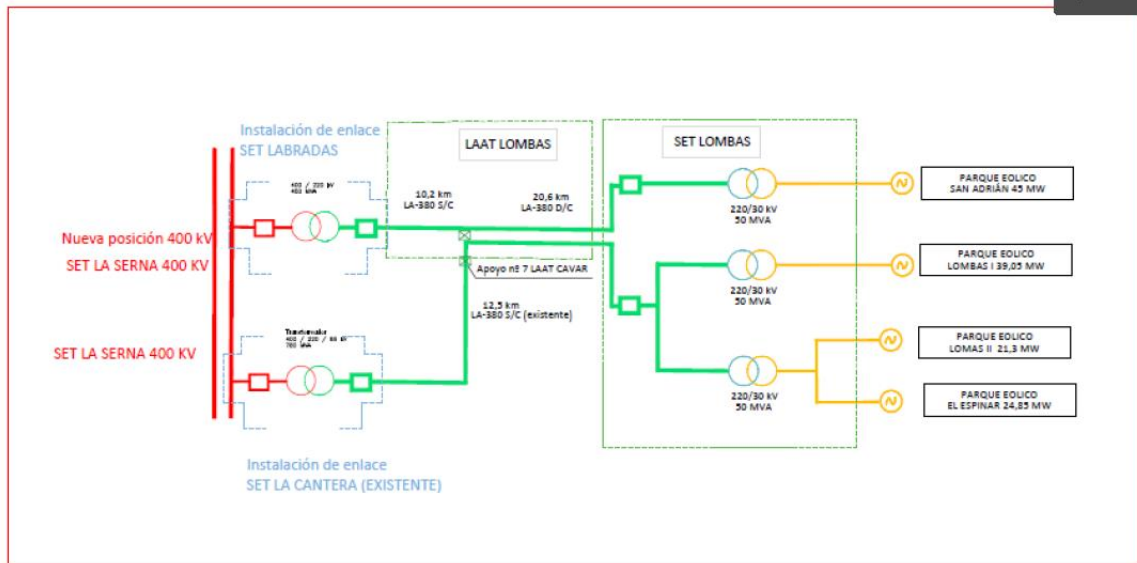 Instalación de enlace
SET LABRADAS
400 / 220 kV
LAAT LOMBAS
SET LOMBAS
10,2 km
LA-380 S/C
20,6 km
LA-380 D/C
220/30 kV
50 MVA
PARQUE EOLICO
SAN ADRIÁN 45 MW
Nueva posición 400 kV
SET LA SERNA 400 KV
Apoyo nº 7 LAAT CAVAR
220/30 kV
50 MVA
PARQUE EOLICO
LOMBAS I 39,05 MW
12,5 km
LA-380 S/C (existente)
Transformador
SET LA SERNA 400 KV
220/30 kV
50 MVA
PARQUE EOLICO
LOMAS II 21,3 MW
PARQUE EOLICO
EL ESPINAR 24,85 MW
Instalación de enlace
SET LA CANTERA (EXISTENTE)